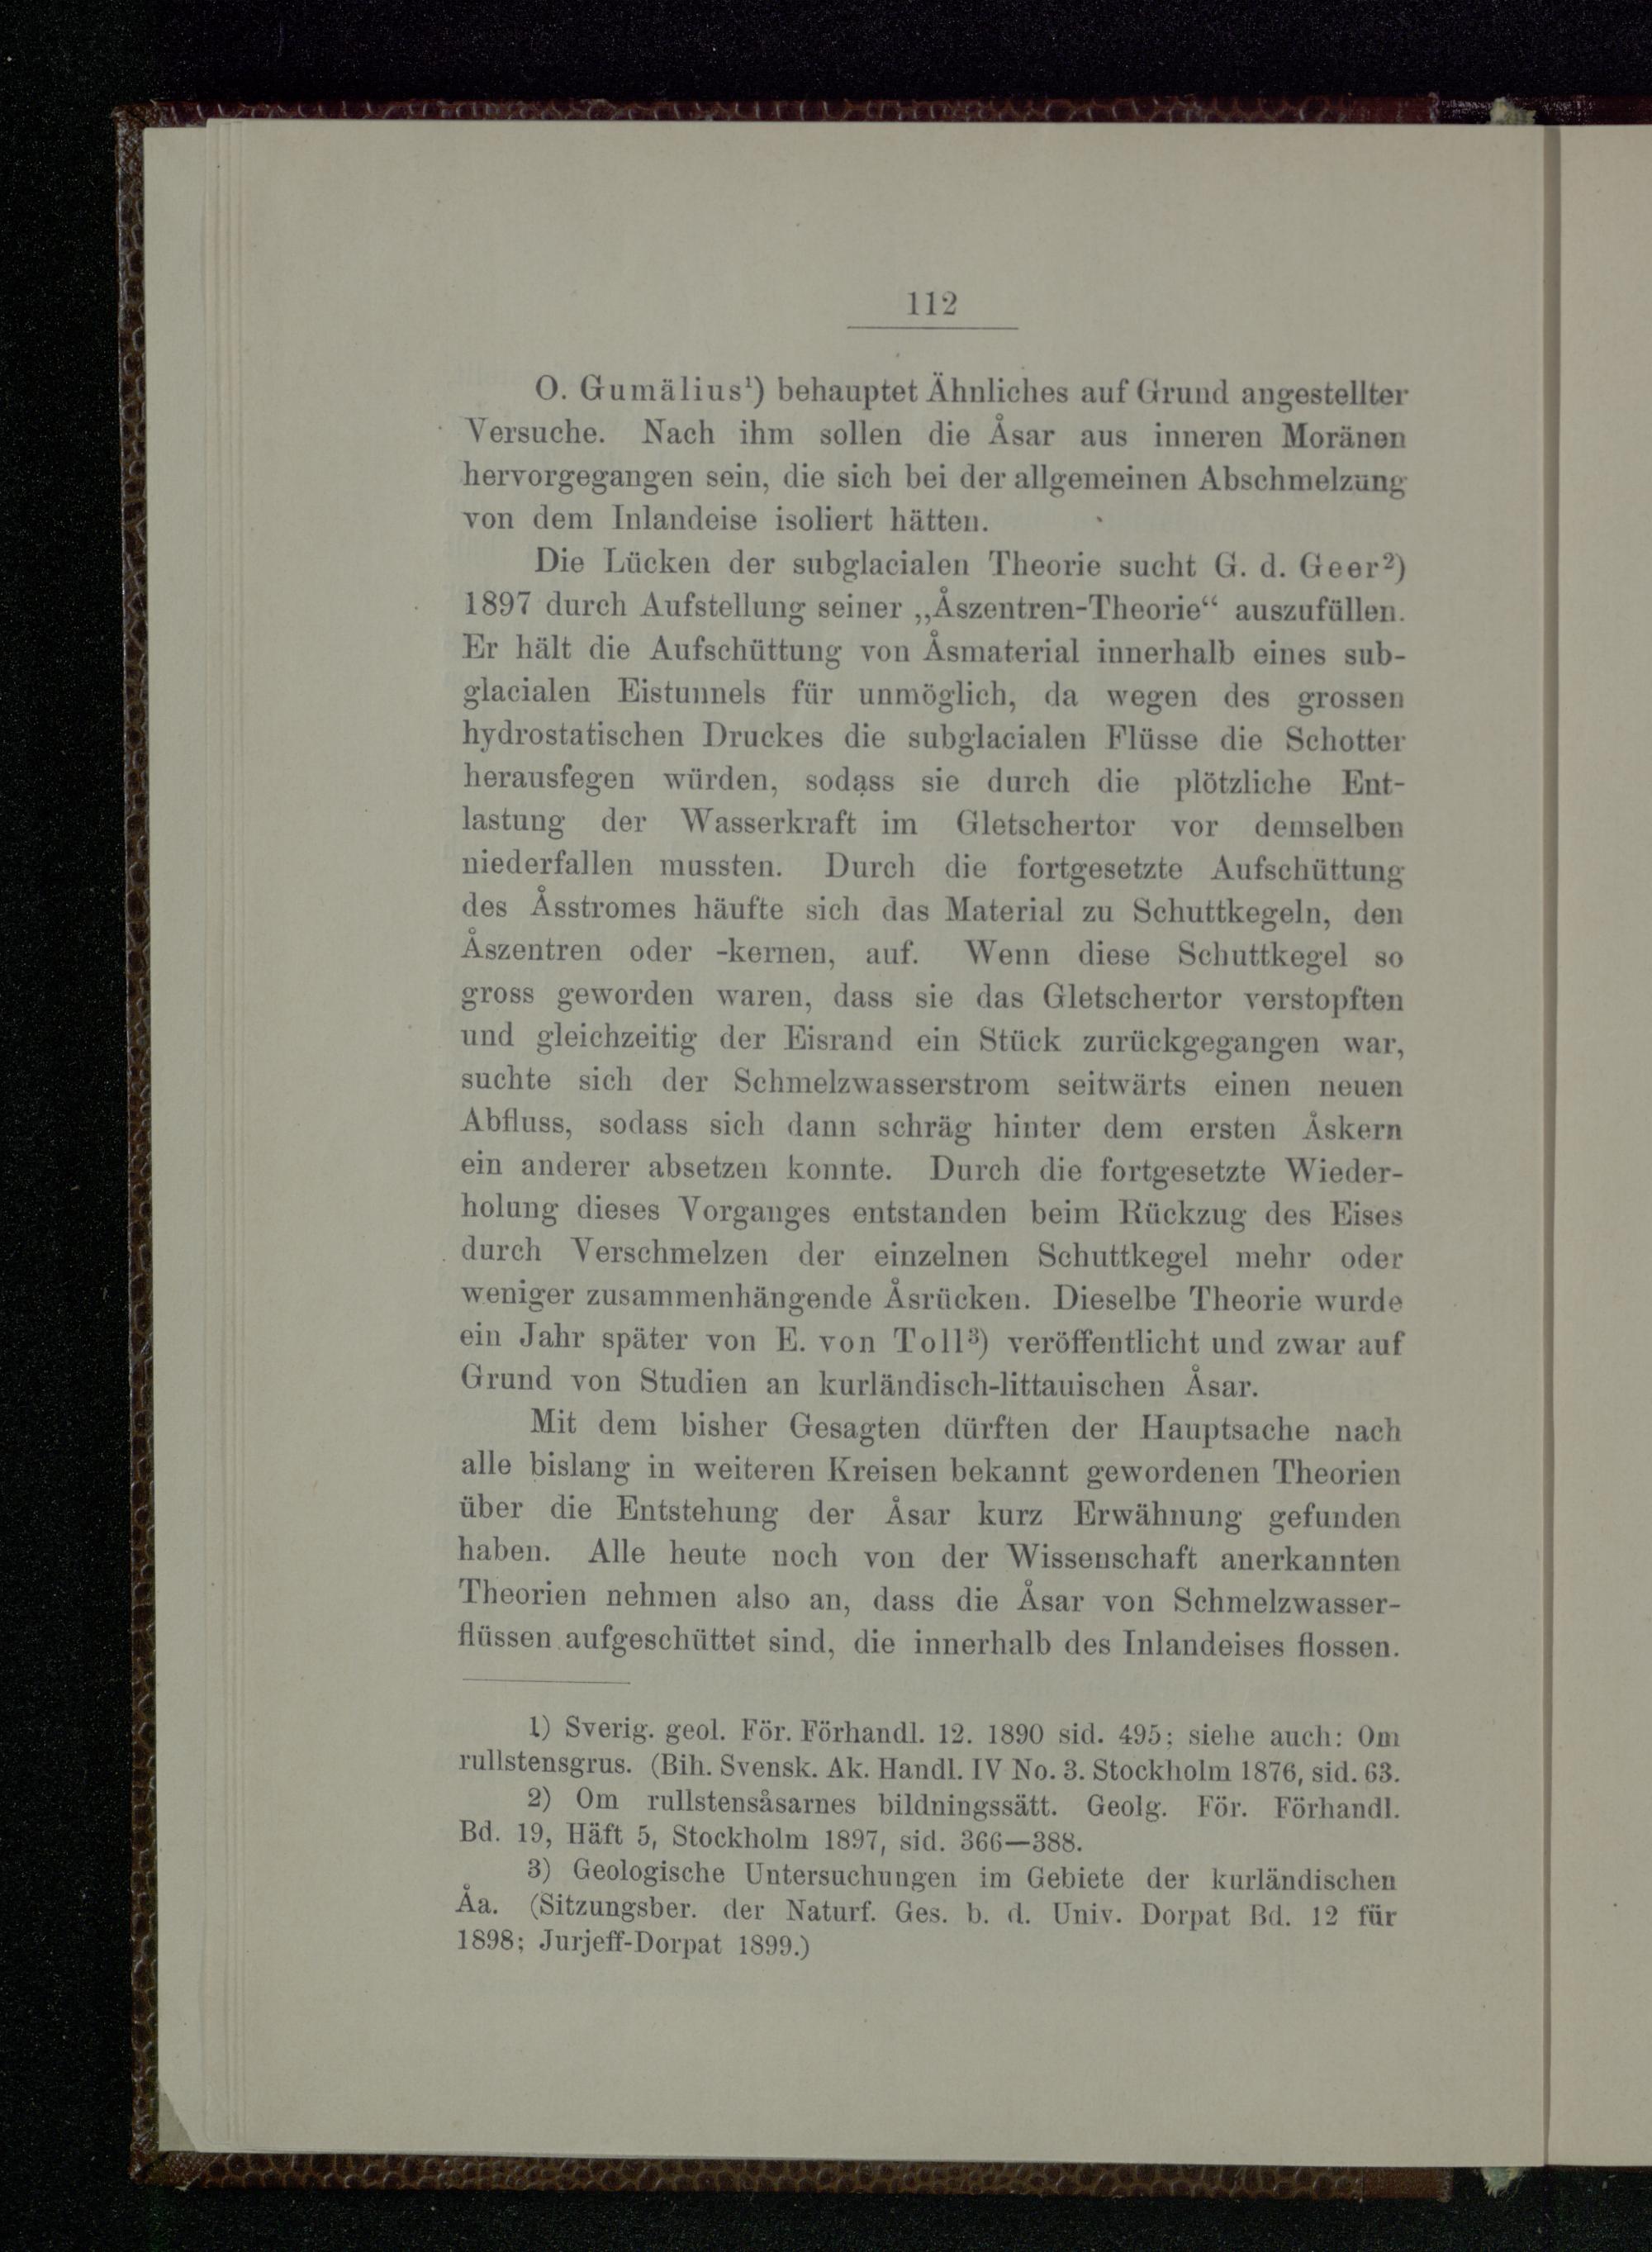 112
O. Gumälius¹) behauptet Ähnliches auf Grund angestellter
Versuche. Nach ihm sollen die Åsar aus inneren Moränen
hervorgegangen sein, die sich bei der allgemeinen Abschmelzung
von dem Inlandeise isoliert hätten.
Die Lücken der subglacialen Theorie sucht G. d. Geer²)
1897 durch Aufstellung seiner „Åszentren-Theorie“ auszufüllen.
Er hält die Aufschüttung von Åsmaterial innerhalb eines sub-
glacialen Eistunnels für unmöglich, da wegen des grossen
hydrostatischen Druckes die subglacialen Flüsse die Schotter
herausfegen würden, sodass sie durch die plötzliche Ent-
lastung der Wasserkraft im Gletschertor vor demselben
niederfallen mussten. Durch die fortgesetzte Aufschüttung
des Åsstromes häufte sich das Material zu Schuttkegeln, den
Åszentren oder -kernen, auf. Wenn diese Schuttkegel so
gross geworden waren, dass sie das Gletschertor verstopften
und gleichzeitig der Eisrand ein Stück zurückgegangen war,
suchte sich der Schmelzwasserstrom seitwärts einen neuen
Abfluss, sodass sich dann schräg hinter dem ersten Åskern
ein anderer absetzen konnte. Durch die fortgesetzte Wieder-
holung dieses Vorganges entstanden beim Rückzug des Eises
durch Verschmelzen der einzelnen Schuttkegel mehr oder
weniger zusammenhängende Åsrücken. Dieselbe Theorie wurde
ein Jahr später von E. von Toll³) veröffentlicht und zwar auf
Grund von Studien an kurländisch-littauischen Åsar.
Mit dem bisher Gesagten dürften der Hauptsache nach
alle bislang in weiteren Kreisen bekannt gewordenen Theorien
über die Entstehung der Åsar kurz Erwähnung gefunden
haben. Alle heute noch von der Wissenschaft anerkannten
Theorien nehmen also an, dass die Åsar von Schmelzwasser-
flüssen aufgeschüttet sind, die innerhalb des Inlandeises flossen.
1) Sverig. geol. För. Förhandl. 12. 1890 sid. 495; siehe auch: Om
rullstensgrus. (Bih. Svensk. Ak. Handl. IV No. 3. Stockholm 1876, sid. 63.
2) Om rullstensåsarnes bildningssätt. Geolg. För. Förhandl.
Bd. 19, Häft 5, Stockholm 1897, sid. 366—388.
3) Geologische Untersuchungen im Gebiete der kurländischen
Åa. (Sitzungsber. der Naturf. Ges. b. d. Univ. Dorpat Bd. 12 für
1898; Jurjeff-Dorpat 1899.)